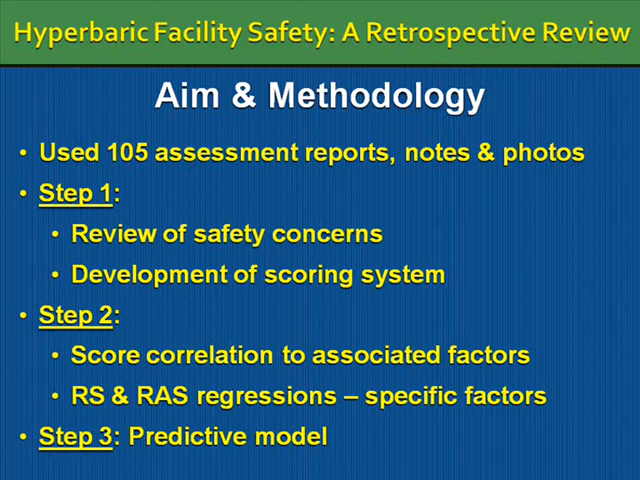 Hyperbaric Facility Safety: A Retrospective Review
Aim & Methodology
• Used 105 assessment reports, notes & photos
• Step 1:
• Review of safety concerns
• Development of scoring system
• Step 2:
• Score correlation to associated factors
• RS & RAS regressions – specific factors
• Step 3: Predictive model